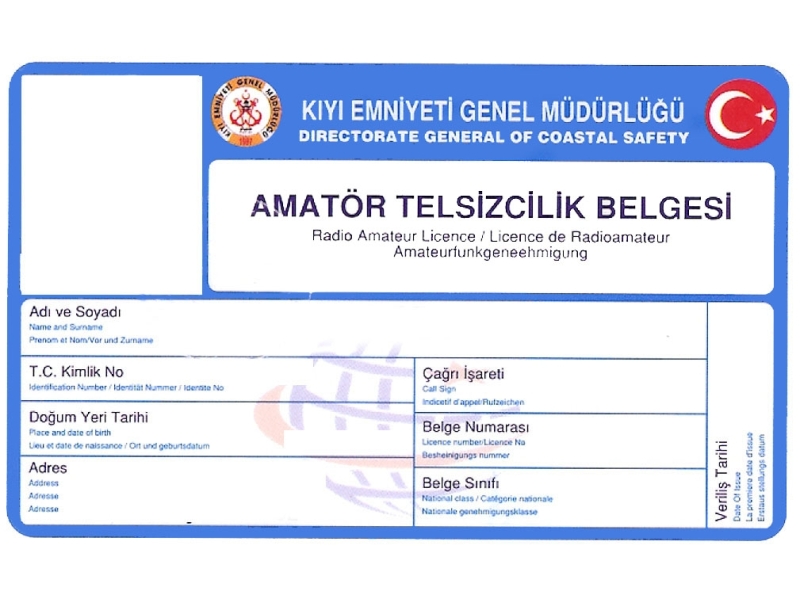 KIYI EMNİYETİ GENEL MÜDÜRLÜĞÜ
1997
KIYI EMNİYETİ GENEL MÜDÜRLÜĞÜ
DIRECTORATE GENERAL OF COASTAL SAFETY
AMATÖR TELSİZCİLİK BELGESİ
Radio Amateur Licence / Licence de Radioamateur
Amateurfunkgeneehmigung
Adı ve Soyadı
Name and Surname
Prenom et Nom/Vor und Zurname
T.C. Kimlik No
Identification Number / Identität Nummer / Identite No
Doğum Yeri Tarihi
Place and date of birth
Lieu et date de naissance / Ort und geburtsdatum
Adres
Address
Adresse
Adresse
Çağrı İşareti
Call Sign
Indicetif d'appel/Rufzeichen
Belge Numarası
Licence number/Licence No
Besheinigungs nummer
Belge Sınıfı
National class / Catégorie nationale
Nationale genehmigungsklasse
Veriliş Tarihi
Date Of Issue
La premiere date d'issue
Erstaus stellungs datum